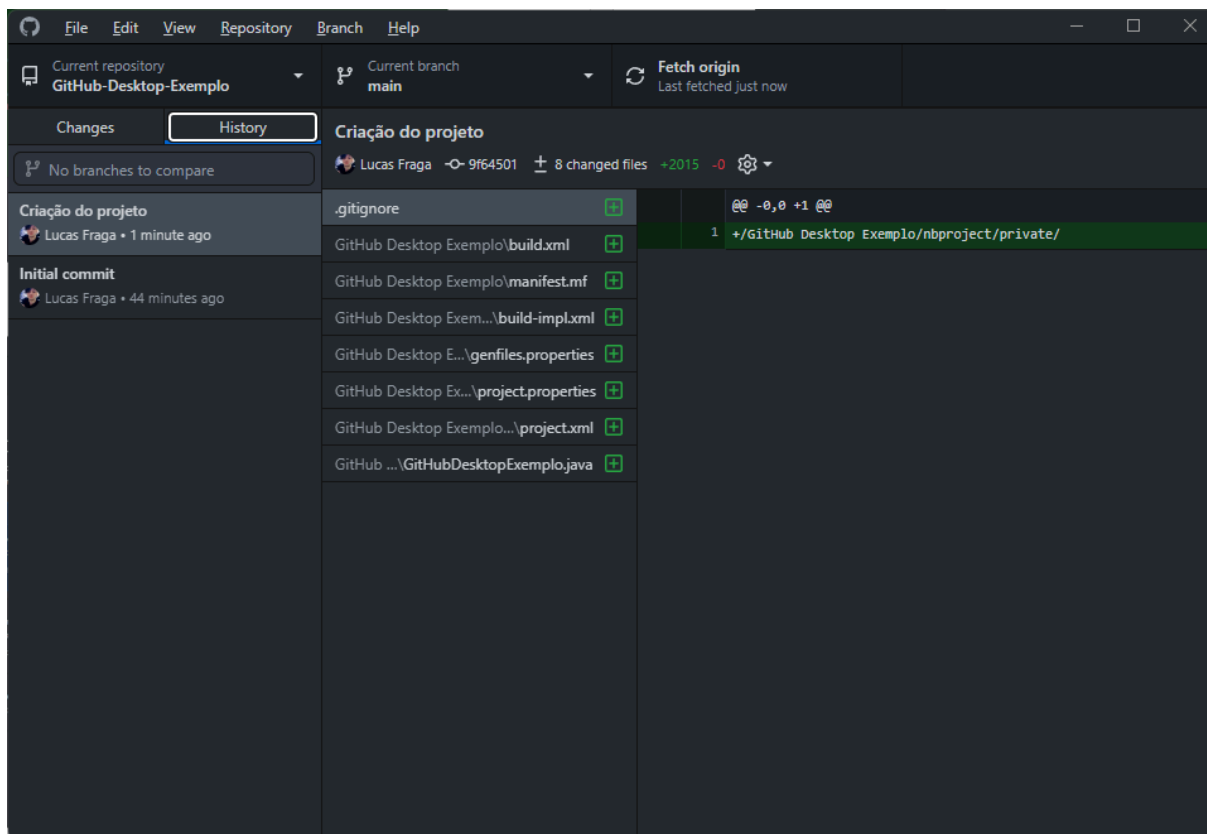 File Edit View Repository Branch Help
Current repository
GitHub-Desktop-Exemplo
Current branch
main
Fetch origin
Last fetched just now
Changes History
No branches to compare
Criação do projeto
Lucas Fraga • 1 minute ago
Initial commit
Lucas Fraga • 44 minutes ago
Criação do projeto
Lucas Fraga 9f64501 8 changed files +2015 -0
.gitignore
GitHub Desktop Exemplo\build.xml
GitHub Desktop Exemplo\manifest.mf
GitHub Desktop Exem...\build-impl.xml
GitHub Desktop E...\genfiles.properties
GitHub Desktop Ex...\project.properties
GitHub Desktop Exemplo...\project.xml
GitHub ...\GitHubDesktopExemplo.java
@@ -0,0 +1 @@
1 +/GitHub Desktop Exemplo/nbproject/private/